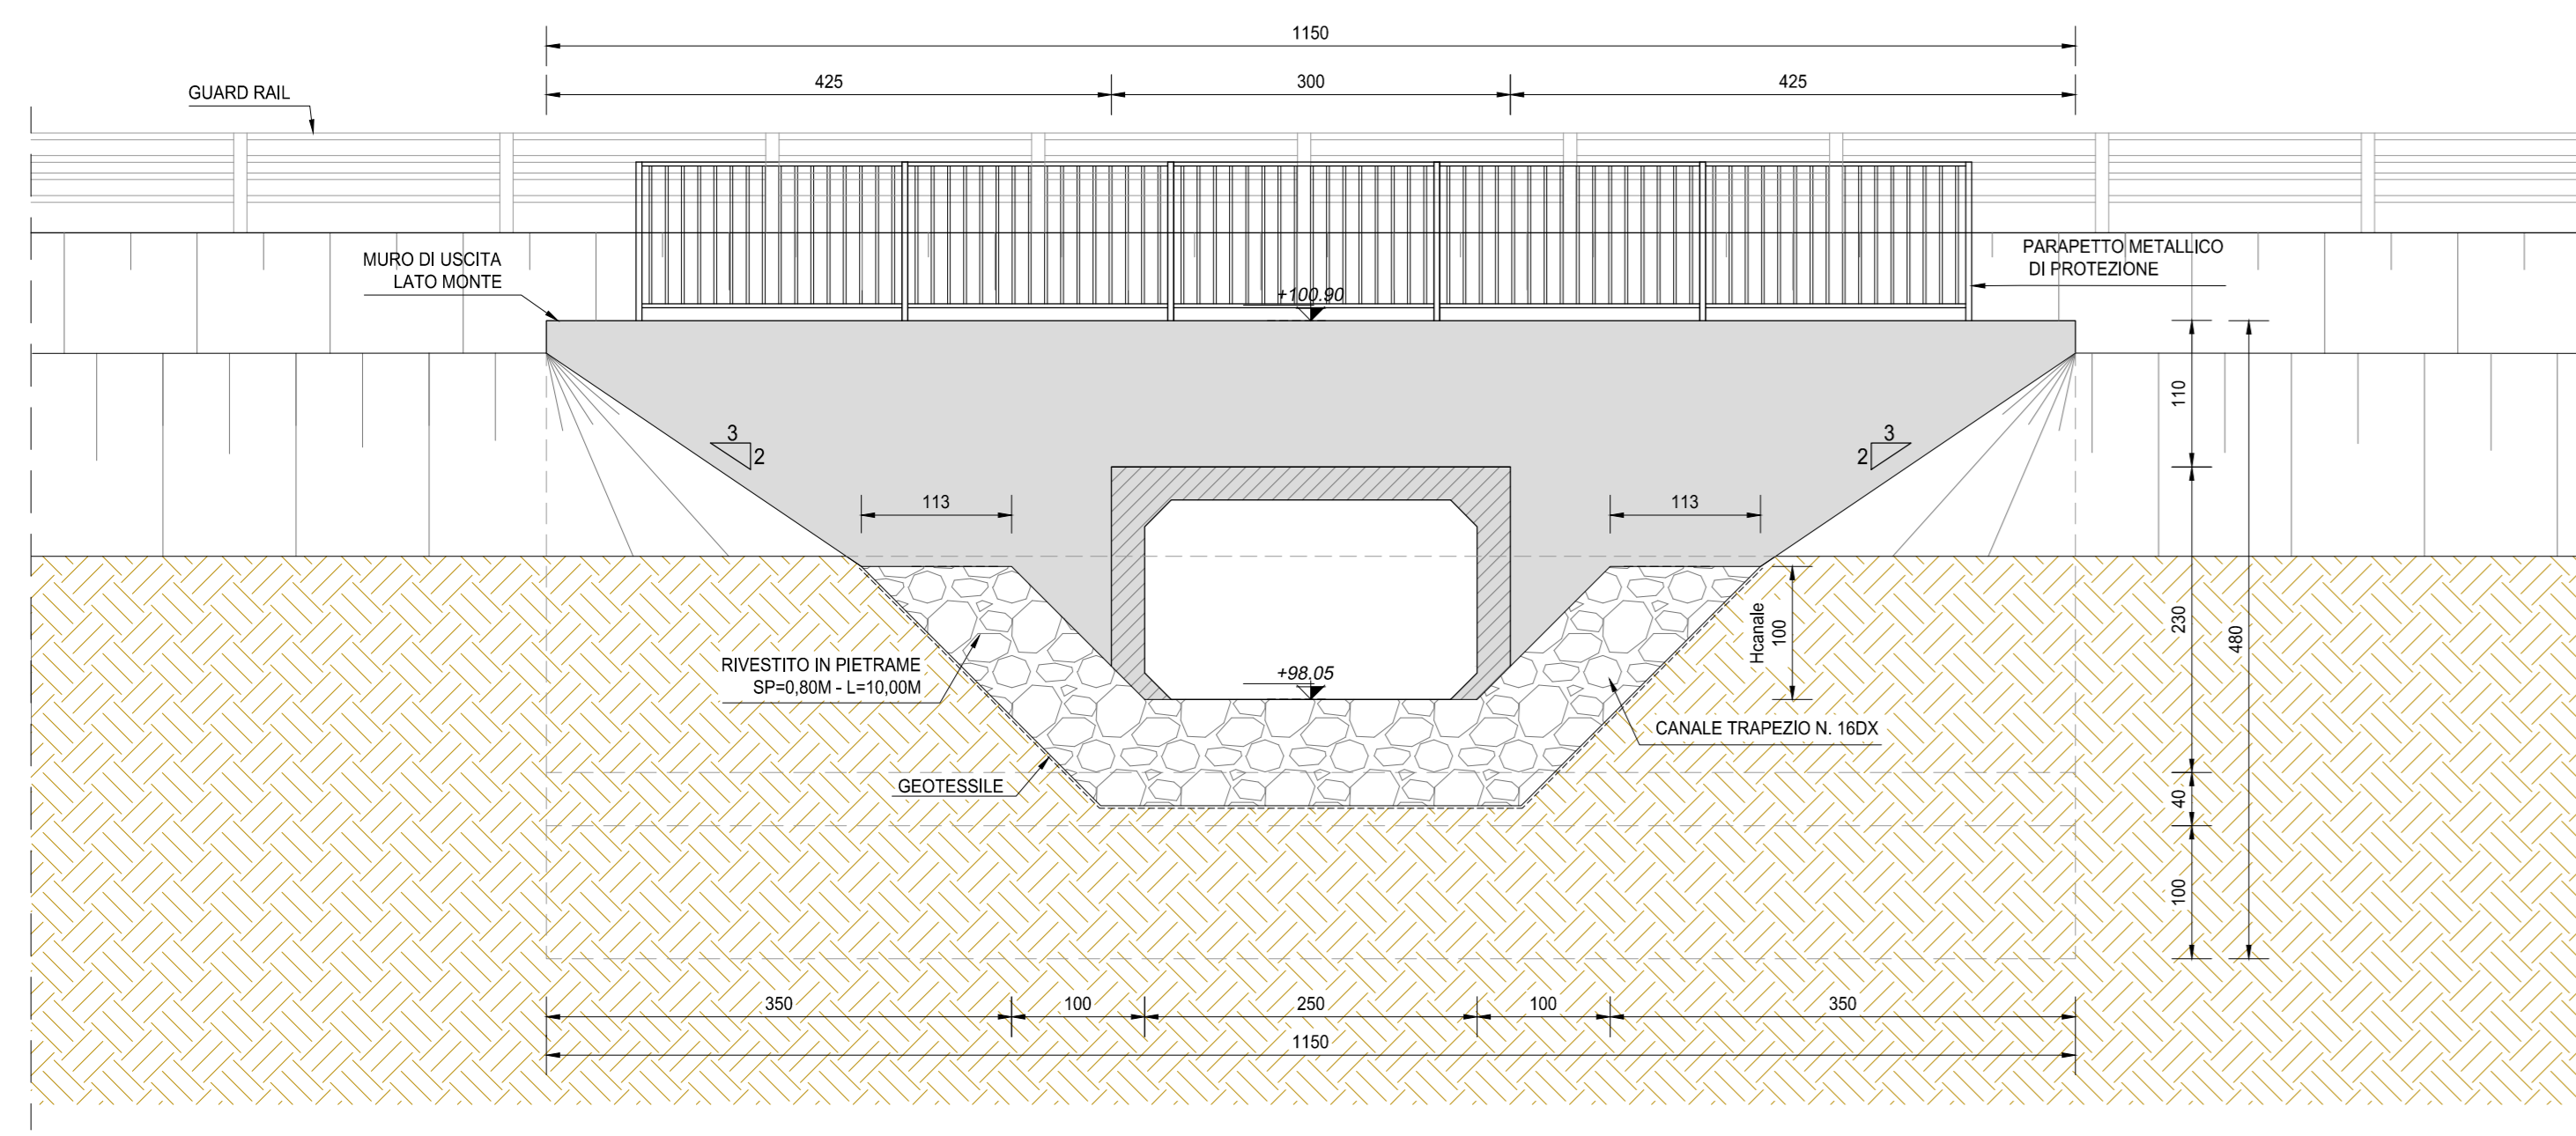 1150
425
300
425
GUARD RAIL
MURO DI USCITA
LATO MONTE
PARAPETTO METALLICO
DI PROTEZIONE
+100.90
110
3
2
3
2
113
113
Hcanale
100
230
480
RIVESTITO IN PIETRAME
SP=0,80M - L=10,00M
+98.05
CANALE TRAPEZIO N. 16DX
GEOTESSILE
40
100
350
100
250
100
350
1150